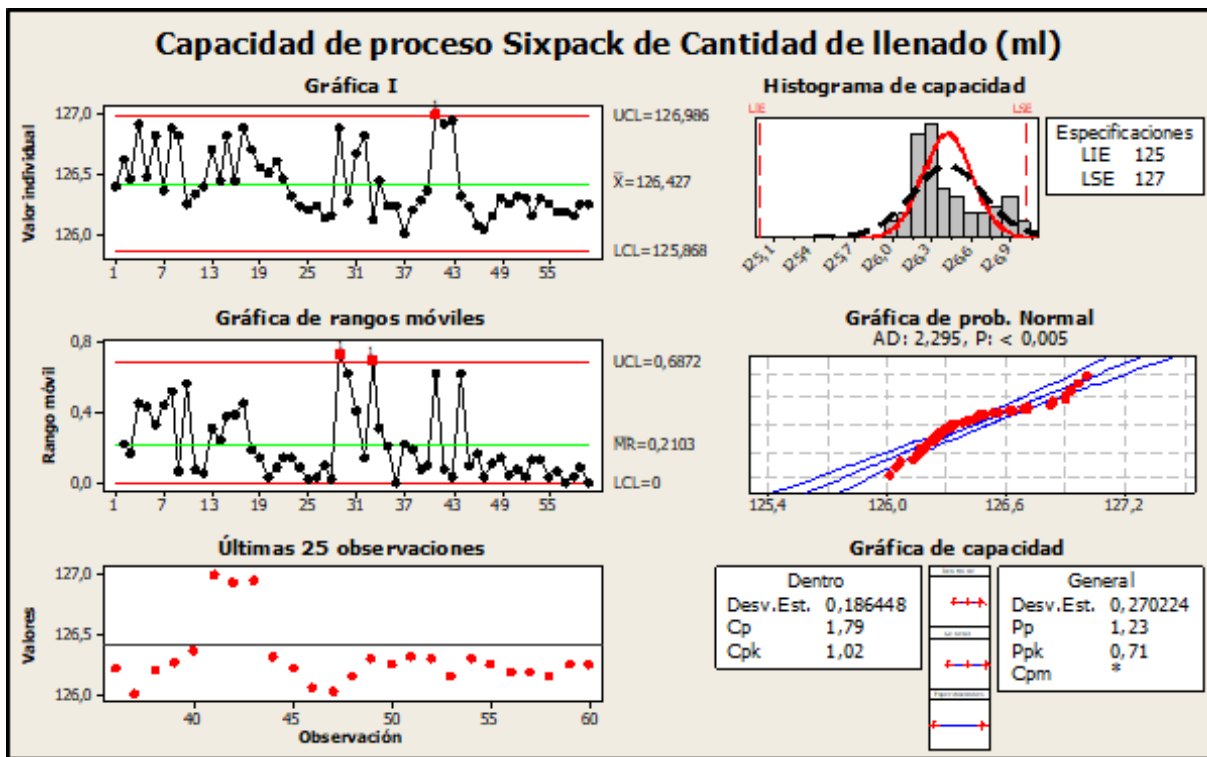 Capacidad de proceso Sixpack de Cantidad de llenado (ml)
Gráfica I
Valor individual
127,0
126,5
126,0
1 7 13 19 25 31 37 43 49 55
UCL=126,986
X=126,427
LCL=125,868
Histograma de capacidad
LIE LSE
125,1 125,4 125,7 126,0 126,3 126,6 126,9
Especificaciones
LIE 125
LSE 127
Gráfica de rangos móviles
Rango móvil
0,8
0,4
0,0
1 7 13 19 25 31 37 43 49 55
UCL=0,6872
MR=0,2103
LCL=0
Gráfica de prob. Normal
AD: 2,295, P: < 0,005
125,4 126,0 126,6 127,2
Últimas 25 observaciones
Valores
127,0
126,5
126,0
40 45 50 55 60
Observación
Gráfica de capacidad
Dentro
Desv.Est. 0,186448
Cp 1,79
Cpk 1,02
General
Desv.Est. 0,270224
Pp 1,23
Ppk 0,71
Cpm *